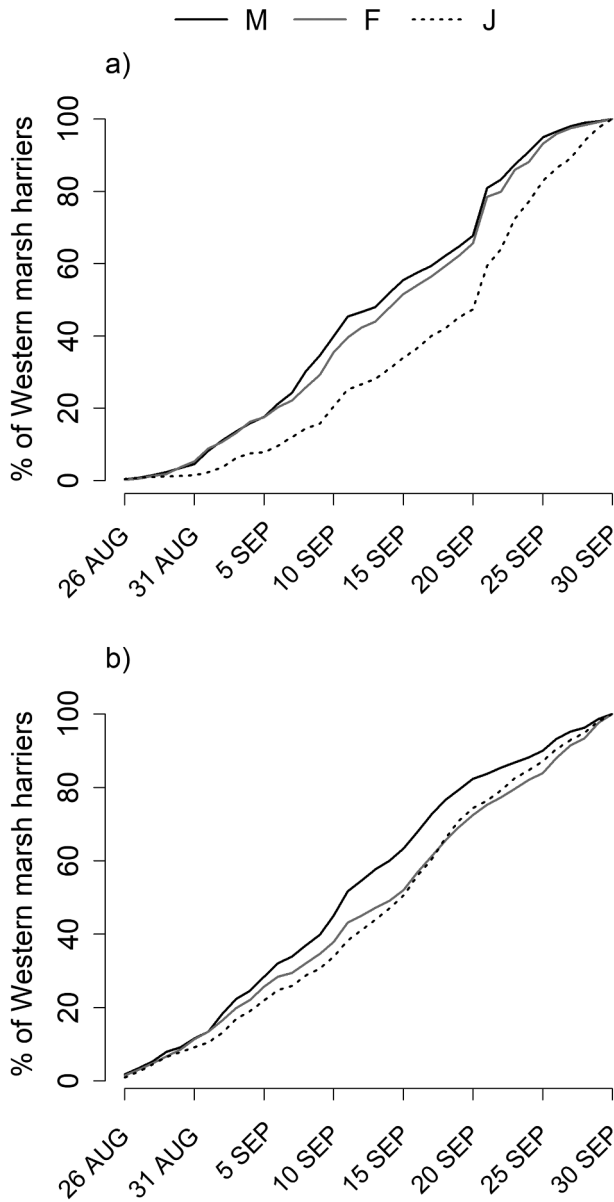 M F J
a)
% of Western marsh harriers
100
80
60
40
20
0
26 AUG
31 AUG
5 SEP
10 SEP
15 SEP
20 SEP
25 SEP
30 SEP
b)
% of Western marsh harriers
100
80
60
40
20
0
26 AUG
31 AUG
5 SEP
10 SEP
15 SEP
20 SEP
25 SEP
30 SEP